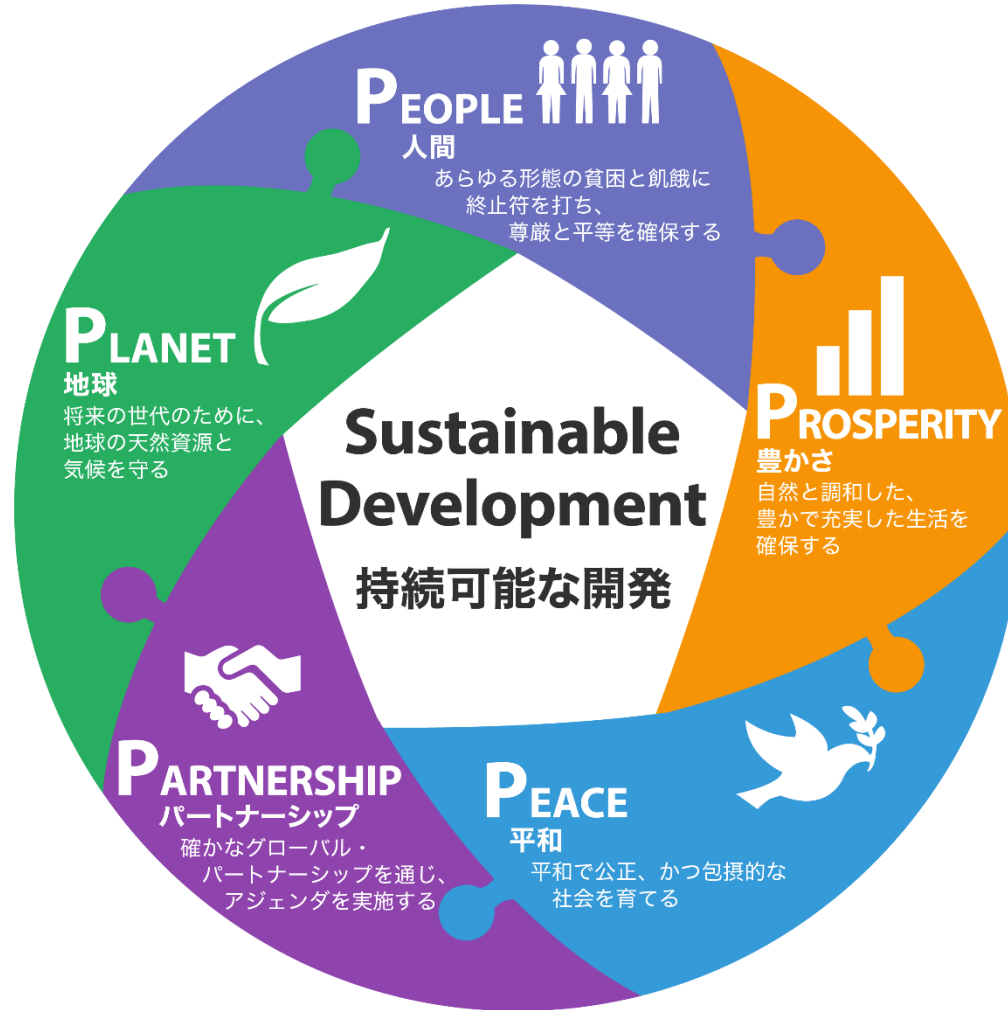 PEOPLE
人間
あらゆる形態の貧困と飢餓に
終止符を打ち、
尊厳と平等を確保する
PROSPERITY
豊かさ
自然と調和した、
豊かで充実した生活を
確保する
PEACE
平和
平和で公正、かつ包摂的な
社会を育てる
PARTNERSHIP
パートナーシップ
確かなグローバル・
パートナーシップを通じ、
アジェンダを実施する
PLANET
地球
将来の世代のために、
地球の天然資源と
気候を守る
Sustainable
Development
持続可能な開発